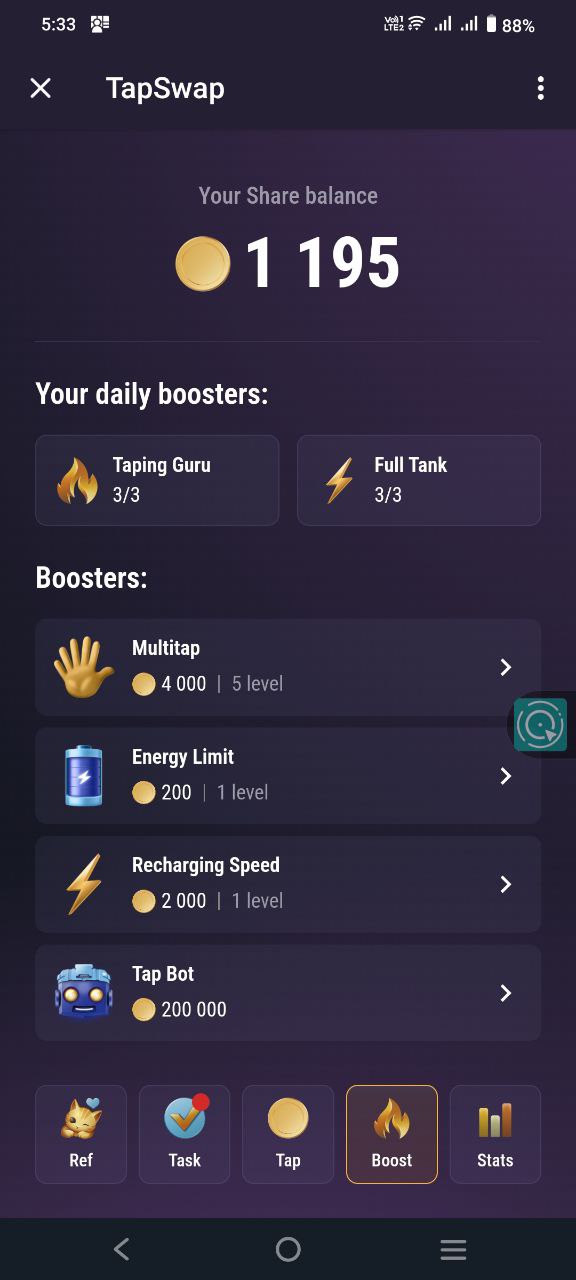 5:33
Vo) 1
LTE2
88%
TapSwap
Your Share balance
1 195
Your daily boosters:
Taping Guru
3/3
Full Tank
3/3
Boosters:
Multitap
4 000 | 5 level
Energy Limit
200 | 1 level
Recharging Speed
2 000 | 1 level
Tap Bot
200 000
Ref
Task
Tap
Boost
Stats